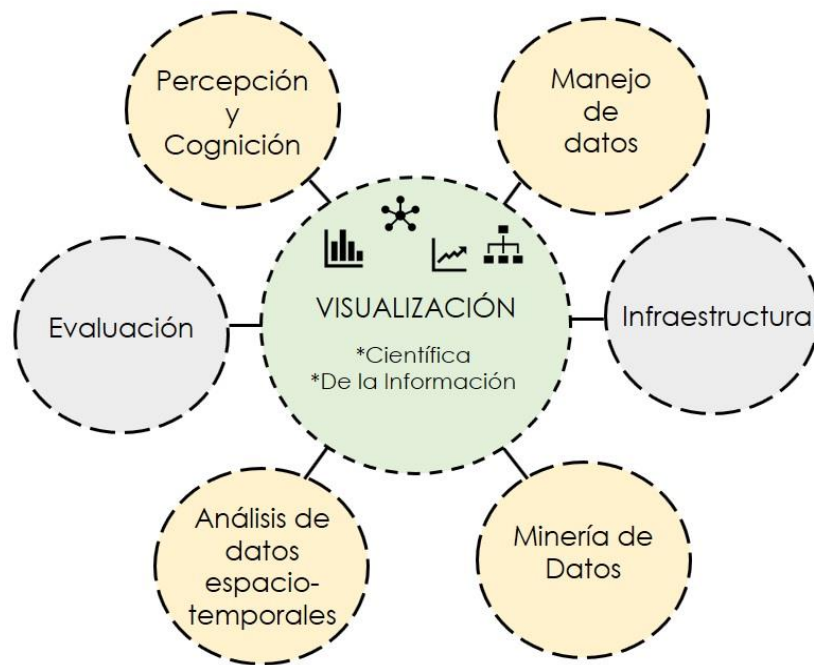 Percepción
y
Cognición
Manejo
de
datos
Evaluación
VISUALIZACIÓN
*Científica
*De la Información
Infraestructura
Análisis de
datos
espacio-
temporales
Minería de
Datos